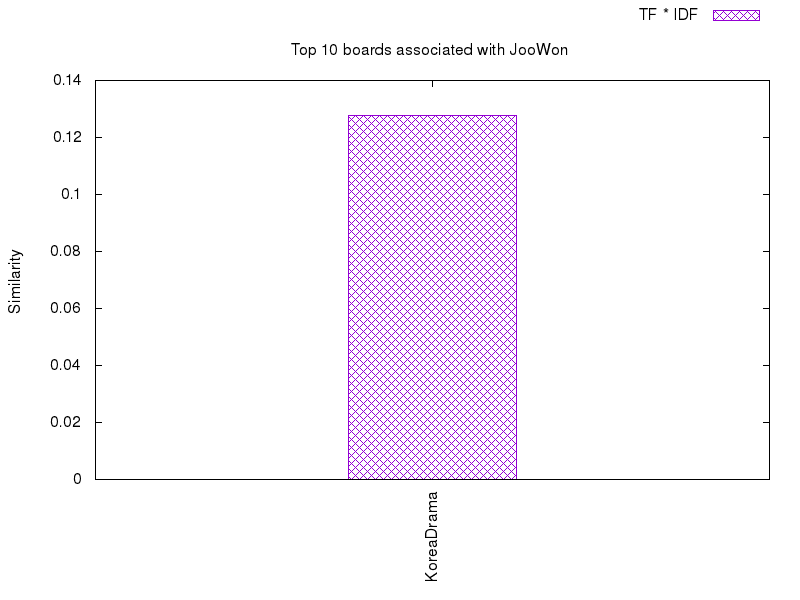 TF * IDF
Top 10 boards associated with JooWon
0.14
0.12
0.1
0.08
0.06
0.04
0.02
0
Similarity
KoreaDrama